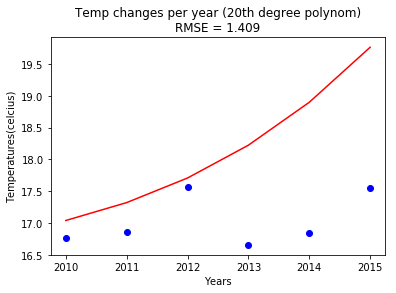 Temp changes per year (20th degree polynom)
RMSE = 1.409
Temperatures(celcius)
19.5
19.0
18.5
18.0
17.5
17.0
16.5
2010 2011 2012 2013 2014 2015
Years